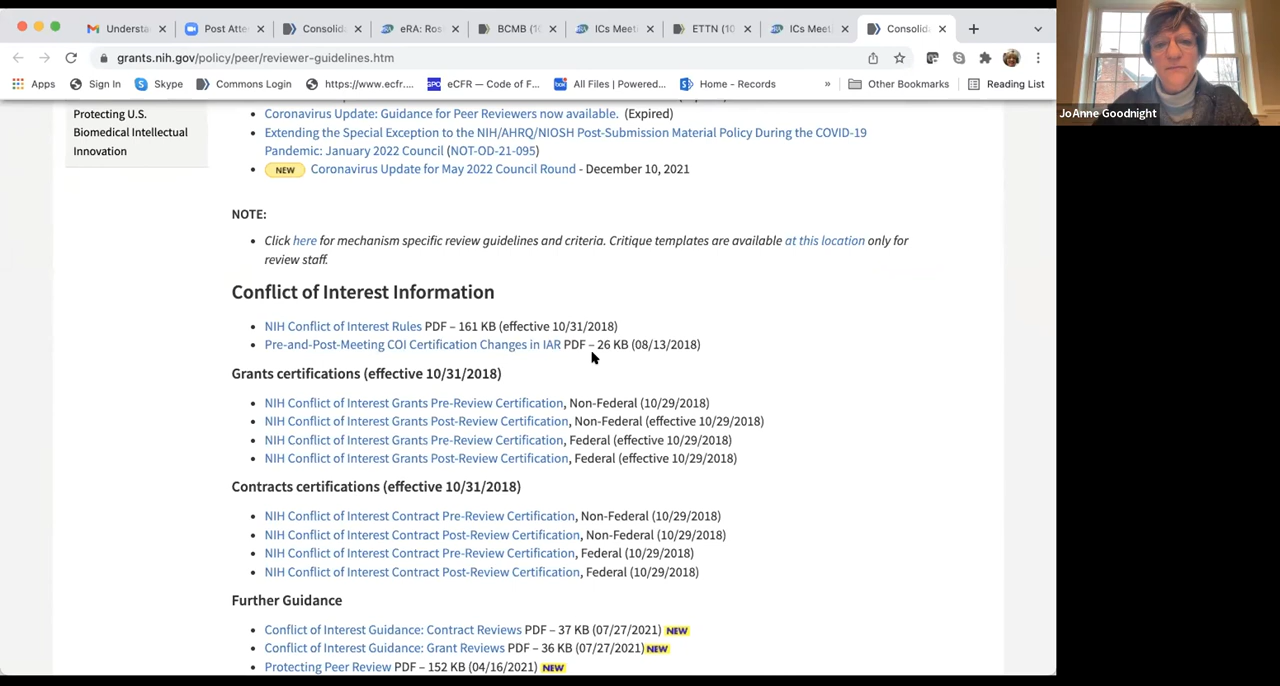 Understa
Post Atte
Consolid
eRA: Ros
BCMB (1
ICs Meet
ETTN (10
ICs Meet
Consolid
grants.nih.gov/policy/peer/reviewer-guidelines.htm
Apps
Sign In
Skype
Commons Login
https://www.ecfr...
eCFR — Code of F...
All Files | Powered...
Home - Records
»
Other Bookmarks
Reading List
JoAnne Goodnight
Protecting U.S.
Biomedical Intellectual
Innovation
Coronavirus Update: Guidance for Peer Reviewers now available. (Expired)
Extending the Special Exception to the NIH/AHRQ/NIOSH Post-Submission Material Policy During the COVID-19
Pandemic: January 2022 Council (NOT-OD-21-095)
NEW Coronavirus Update for May 2022 Council Round - December 10, 2021
NOTE:
Click here for mechanism specific review guidelines and criteria. Critique templates are available at this location only for
review staff.
Conflict of Interest Information
NIH Conflict of Interest Rules PDF – 161 KB (effective 10/31/2018)
Pre-and-Post-Meeting COI Certification Changes in IAR PDF – 26 KB (08/13/2018)
Grants certifications (effective 10/31/2018)
NIH Conflict of Interest Grants Pre-Review Certification, Non-Federal (10/29/2018)
NIH Conflict of Interest Grants Post-Review Certification, Non-Federal (effective 10/29/2018)
NIH Conflict of Interest Grants Pre-Review Certification, Federal (effective 10/29/2018)
NIH Conflict of Interest Grants Post-Review Certification, Federal (effective 10/29/2018)
Contracts certifications (effective 10/31/2018)
NIH Conflict of Interest Contract Pre-Review Certification, Non-Federal (10/29/2018)
NIH Conflict of Interest Contract Post-Review Certification, Non-Federal (10/29/2018)
NIH Conflict of Interest Contract Pre-Review Certification, Federal (10/29/2018)
NIH Conflict of Interest Contract Post-Review Certification, Federal (10/29/2018)
Further Guidance
Conflict of Interest Guidance: Contract Reviews PDF – 37 KB (07/27/2021) NEW
Conflict of Interest Guidance: Grant Reviews PDF – 36 KB (07/27/2021) NEW
Protecting Peer Review PDF – 152 KB (04/16/2021) NEW